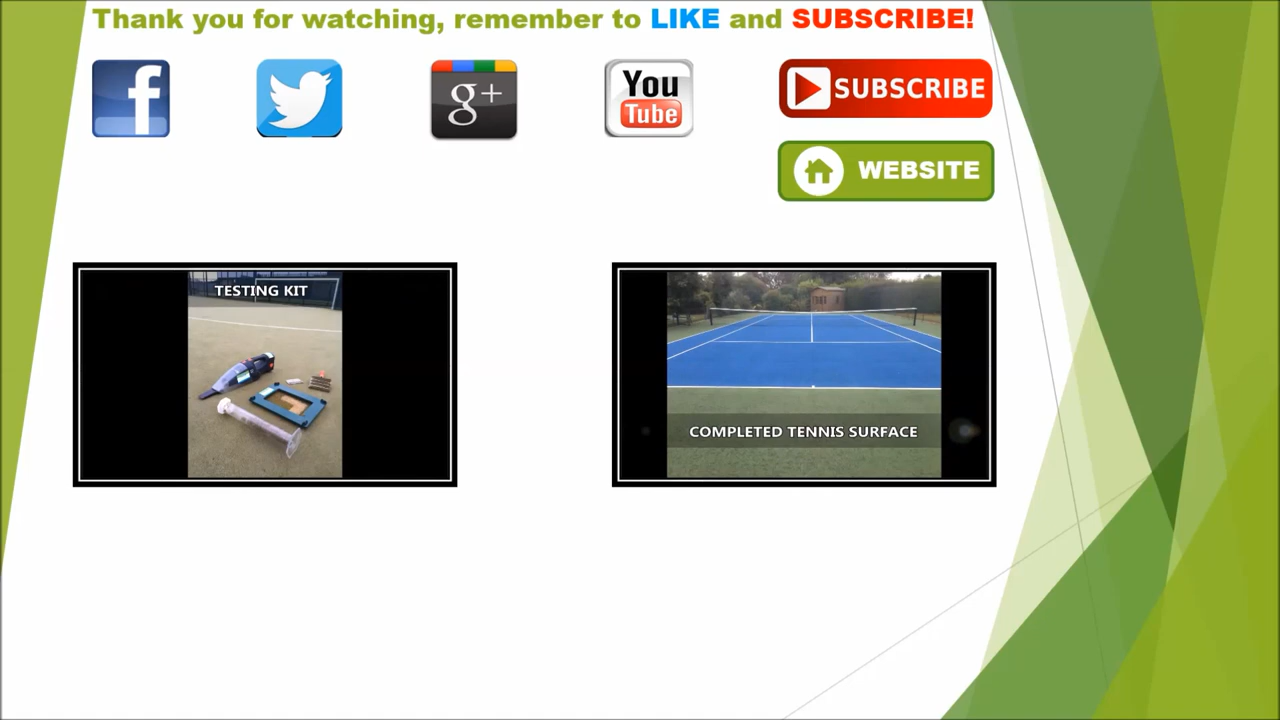 Thank you for watching, remember to LIKE and SUBSCRIBE!
f
g+
You
Tube
SUBSCRIBE
WEBSITE
TESTING KIT
COMPLETED TENNIS SURFACE